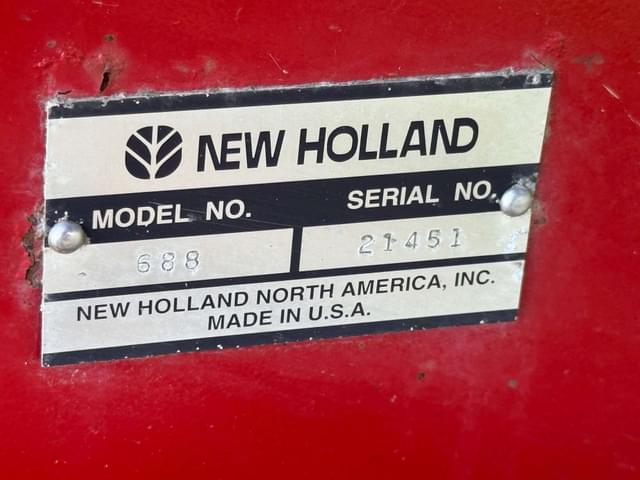 NEW HOLLAND
MODEL NO. SERIAL NO.
688 21451
NEW HOLLAND NORTH AMERICA, INC.
MADE IN U.S.A.